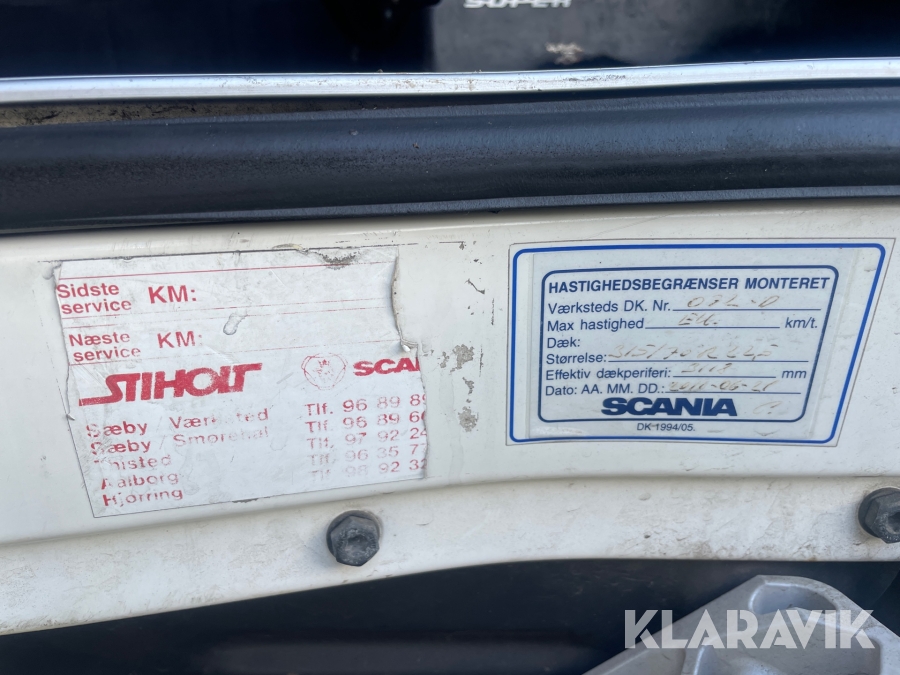 SUPER
Sidste service KM:
Næste service KM:
STIHOLT SCA
Sæby / Værksted Tlf. 96 89 8
Sæby / Smørehal Tlf. 96 89 6
Thisted Tlf. 97 92 24
Aalborg Tlf. 96 35 7
Hjørring Tlf. 98 92 32
HASTIGHEDSBEGRÆNSER MONTERET
Værksteds DK. Nr.
Max hastighed km/t.
Dæk:
Størrelse: 315/70
Effektiv dækperiferi: mm
Dato: AA. MM. DD.
SCANIA
DK 1994/05.
KLARAVIK